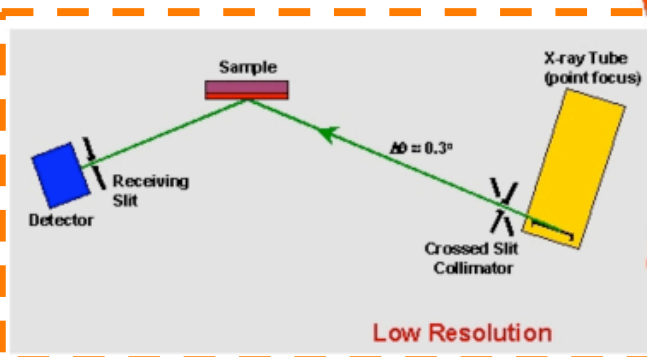 X-ray Tube
(point focus)
Sample
Δθ = 0.3°
Receiving
Slit
Detector
Crossed Slit
Collimator
Low Resolution